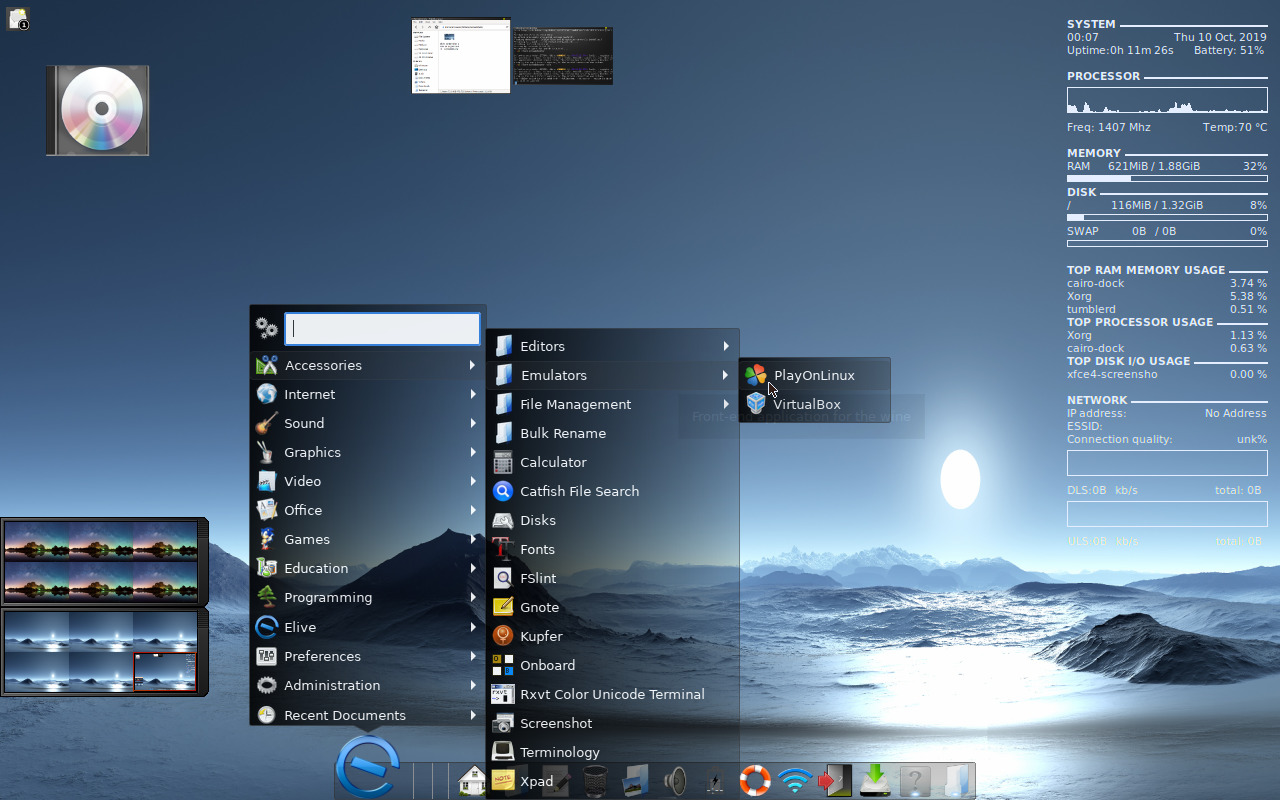 1
SYSTEM
00:07 Thu 10 Oct, 2019
Uptime:0h 11m 26s Battery: 51%
PROCESSOR
Freq: 1407 Mhz Temp:70 °C
MEMORY
RAM 621MiB / 1.88GiB 32%
DISK
/ 116MiB / 1.32GiB 8%
SWAP 0B / 0B 0%
TOP RAM MEMORY USAGE
cairo-dock 3.74 %
Xorg 5.38 %
tumblerd 0.51 %
TOP PROCESSOR USAGE
Xorg 1.13 %
cairo-dock 0.63 %
TOP DISK I/O USAGE
xfce4-screensho 0.00 %
NETWORK
IP address: No Address
ESSID:
Connection quality: unk%
DLS:0B kb/s total: 0B
ULS:0B kb/s total: 0B
Accessories
Internet
Sound
Graphics
Video
Office
Games
Education
Programming
Elive
Preferences
Administration
Recent Documents
Editors
Emulators
File Management
Bulk Rename
Calculator
Catfish File Search
Disks
Fonts
FSlint
Gnote
Kupfer
Onboard
Rxvt Color Unicode Terminal
Screenshot
Terminology
Xpad
PlayOnLinux
VirtualBox
Front-end application for the wine
rxvt
NOTE